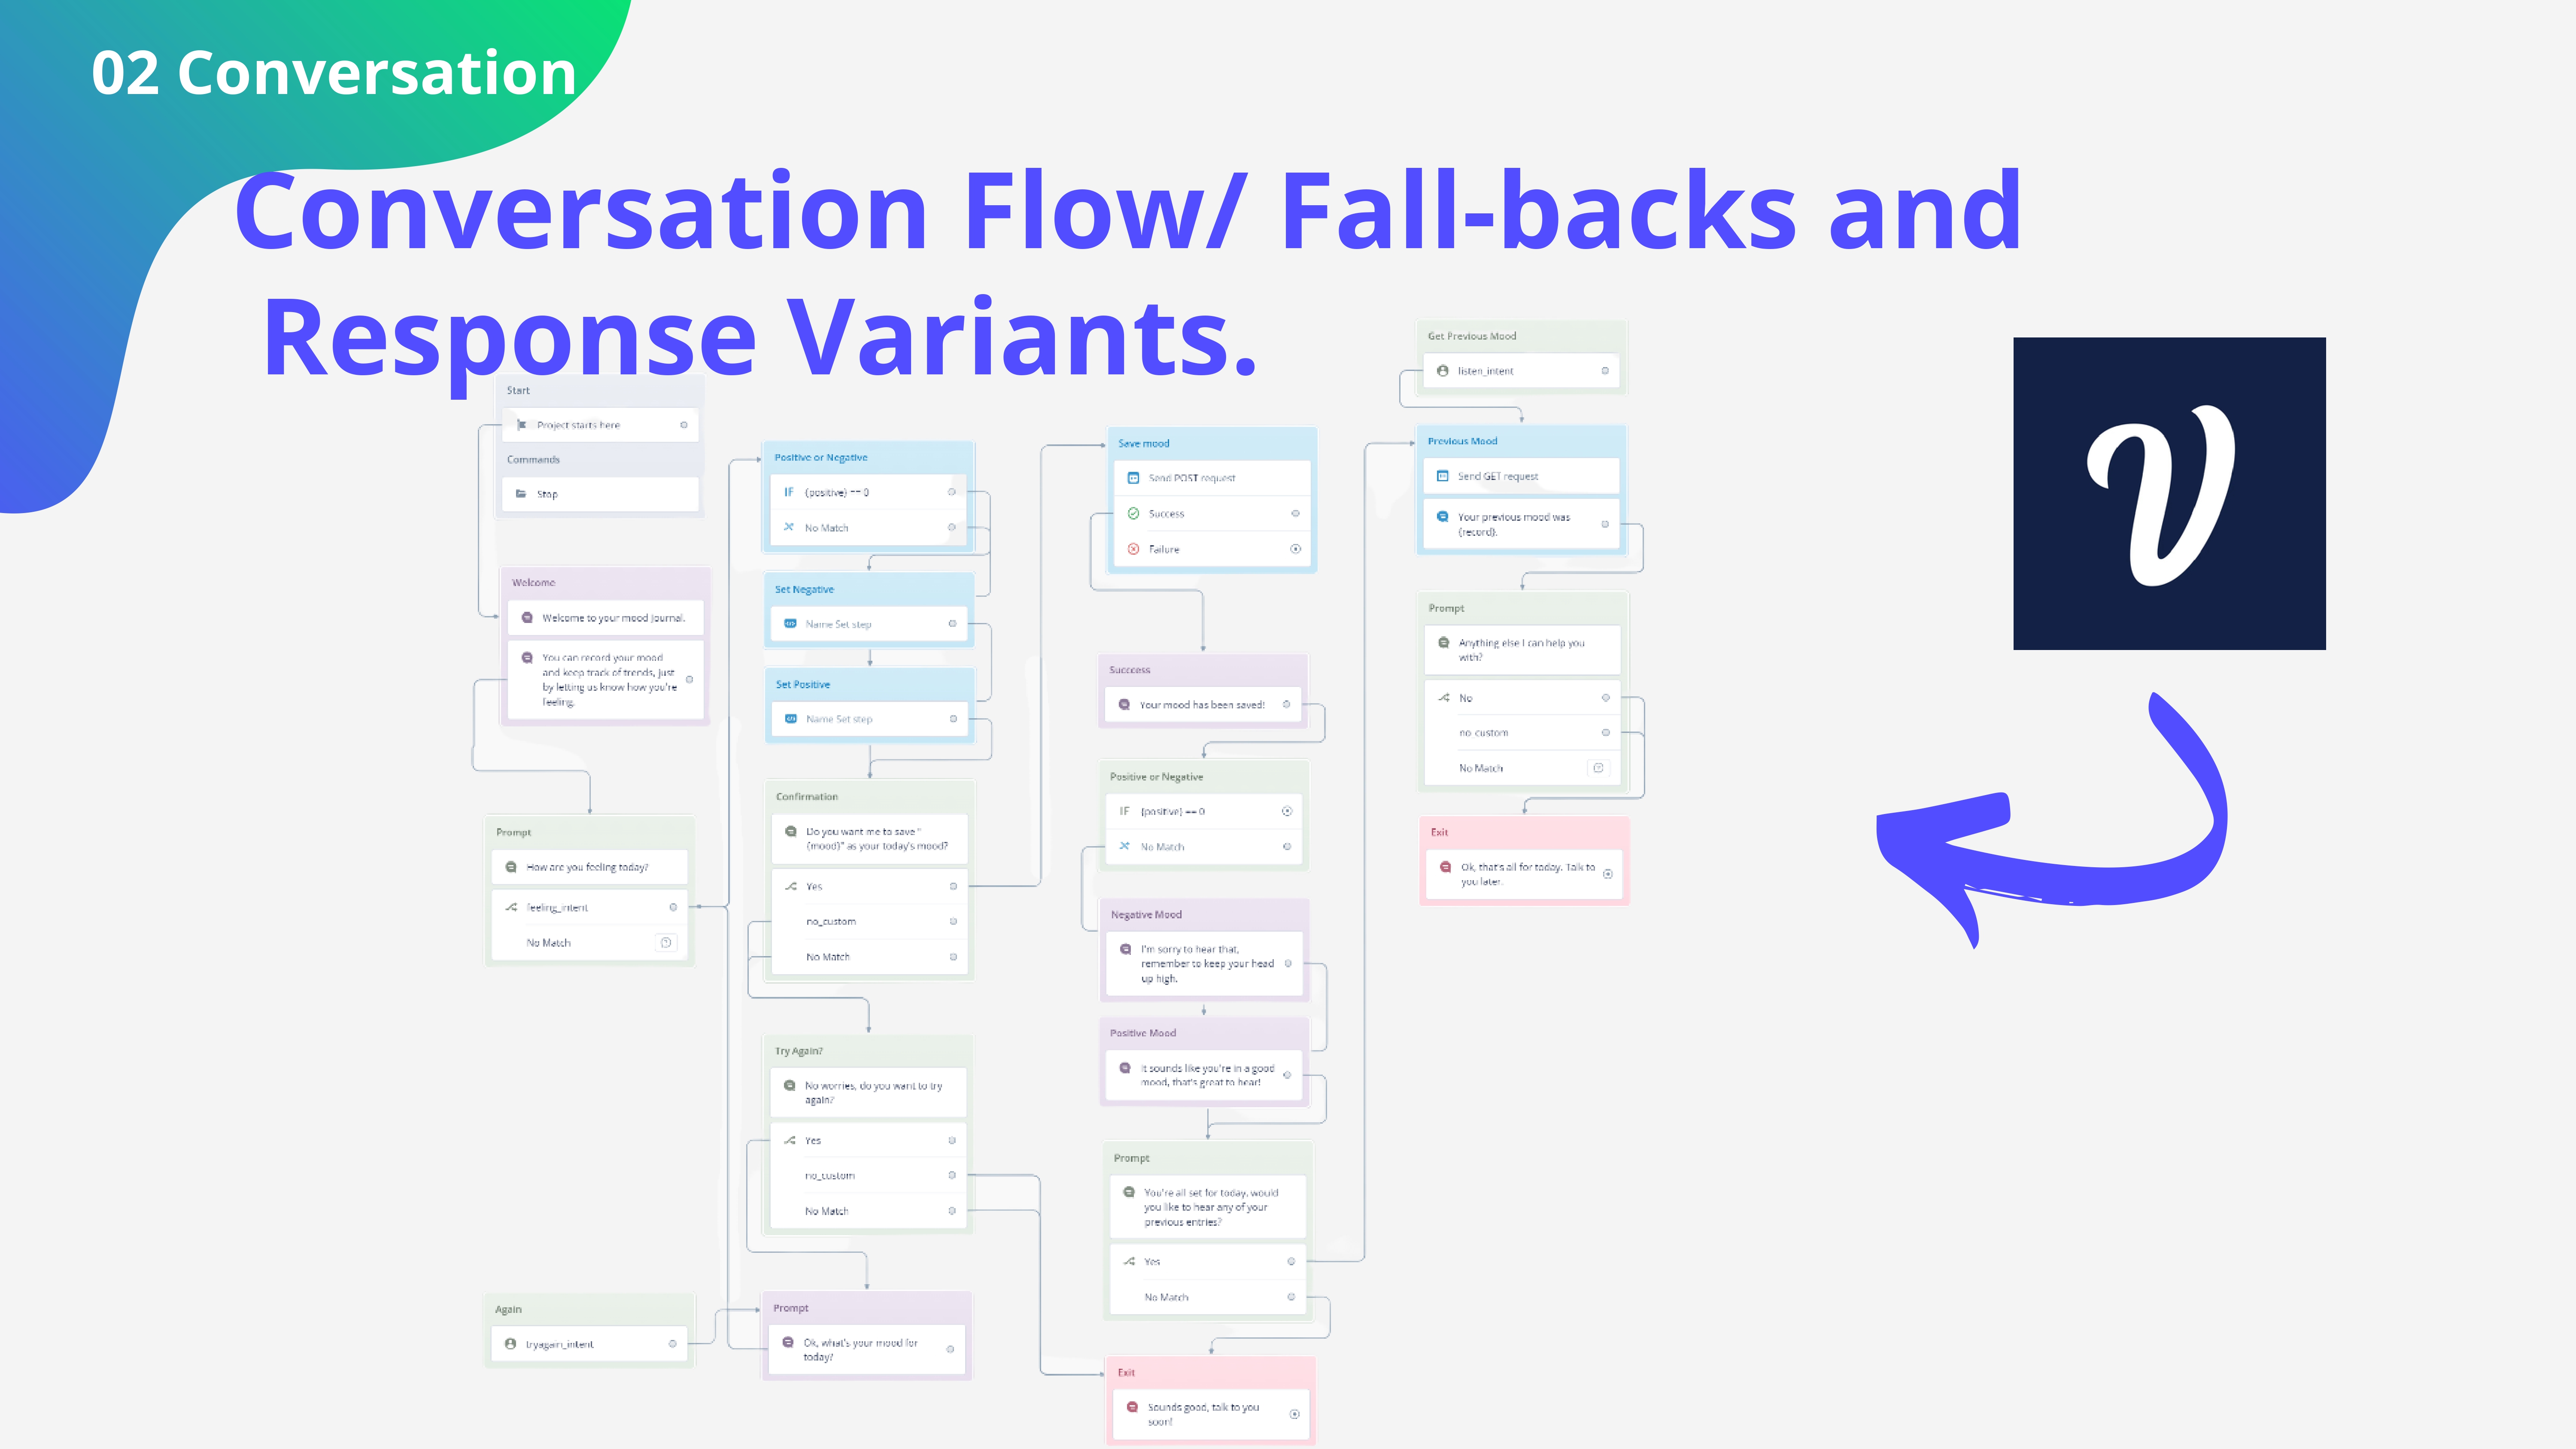 02 Conversation
Conversation Flow/ Fall-backs and
Response Variants.
Start
Project starts here
Commands
Stop
Welcome
Welcome to your mood journal.
You can record your mood
and keep track of trends, just
by letting us know how you're
feeling.
Prompt
How are you feeling today?
feeling_intent
No Match
Again
tryagain_intent
Positive or Negative
IF {positive} == 0
No Match
Set Negative
Name Set step
Set Positive
Name Set step
Confirmation
Do you want me to save "
{mood}" as your today's mood?
Yes
no_custom
No Match
Try Again?
No worries, do you want to try
again?
Yes
no_custom
No Match
Prompt
Ok, what's your mood for
today?
Save mood
Send POST request
Success
Failure
Succcess
Your mood has been saved!
Positive or Negative
IF {positive} == 0
No Match
Negative Mood
I'm sorry to hear that,
remember to keep your head
up high.
Positive Mood
It sounds like you're in a good
mood, that's great to hear!
Prompt
You're all set for today, would
you like to hear any of your
previous entries?
Yes
No Match
Exit
Sounds good, talk to you
soon!
Get Previous Mood
listen_intent
Previous Mood
Send GET request
Your previous mood was
{record}.
Prompt
Anything else I can help you
with?
No
no_custom
No Match
Exit
Ok, that's all for today. Talk to
you later.
V